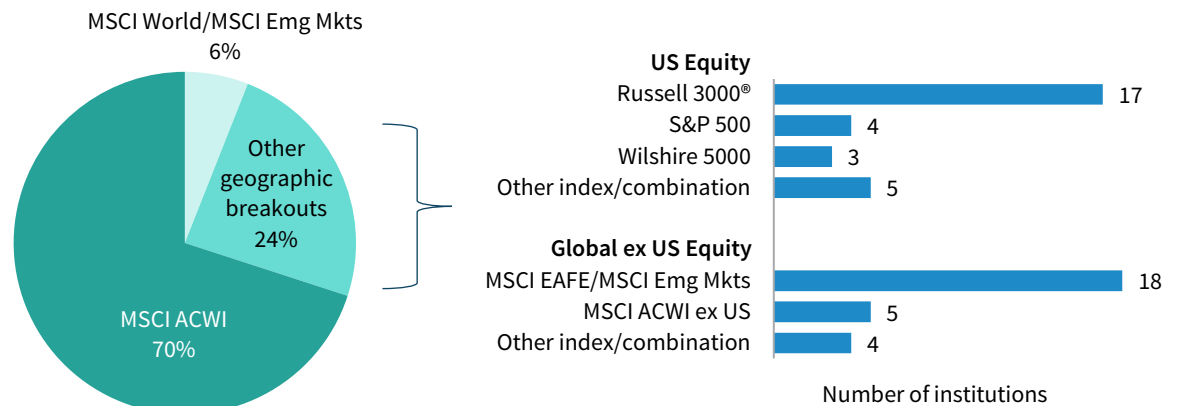 MSCI World/MSCI Emg Mkts
6%
Other
geographic
breakouts
24%
MSCI ACWI
70%
US Equity
Russell 3000® 17
S&P 500 4
Wilshire 5000 3
Other index/combination 5
Global ex US Equity
MSCI EAFE/MSCI Emg Mkts 18
MSCI ACWI ex US 5
Other index/combination 4
Number of institutions